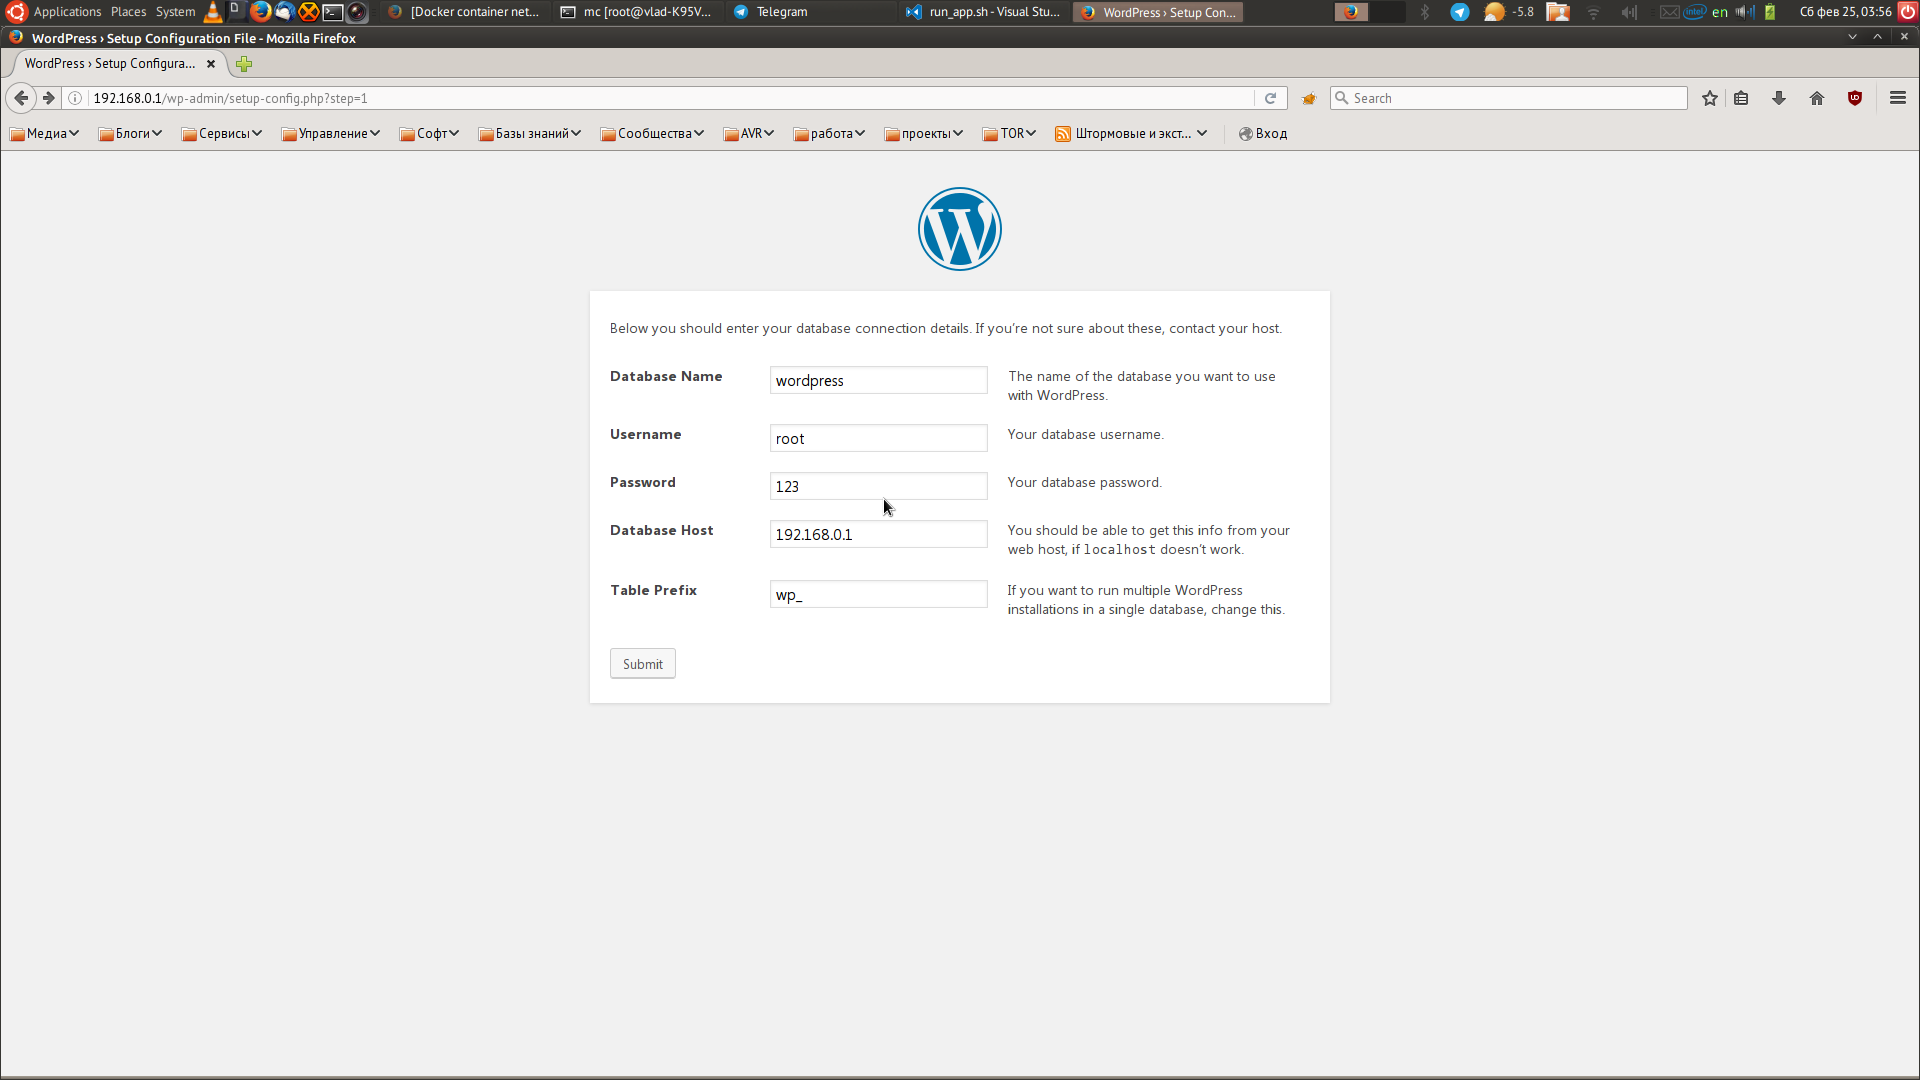 Applications Places System [Docker container net... mc [root@vlad-K95V... Telegram run_app.sh - Visual Stu... WordPress › Setup Con... -5.8 en Сб фев 25, 03:56
WordPress › Setup Configuration File - Mozilla Firefox
WordPress › Setup Configura...
192.168.0.1/wp-admin/setup-config.php?step=1 Search
Медиа Блоги Сервисы Управление Софт Базы знаний Сообщества AVR работа проекты TOR Штормовые и экст... Вход
Below you should enter your database connection details. If you’re not sure about these, contact your host.
Database Name wordpress The name of the database you want to use
with WordPress.
Username root Your database username.
Password 123 Your database password.
Database Host 192.168.0.1 You should be able to get this info from your
web host, if localhost doesn’t work.
Table Prefix wp_ If you want to run multiple WordPress
installations in a single database, change this.
Submit